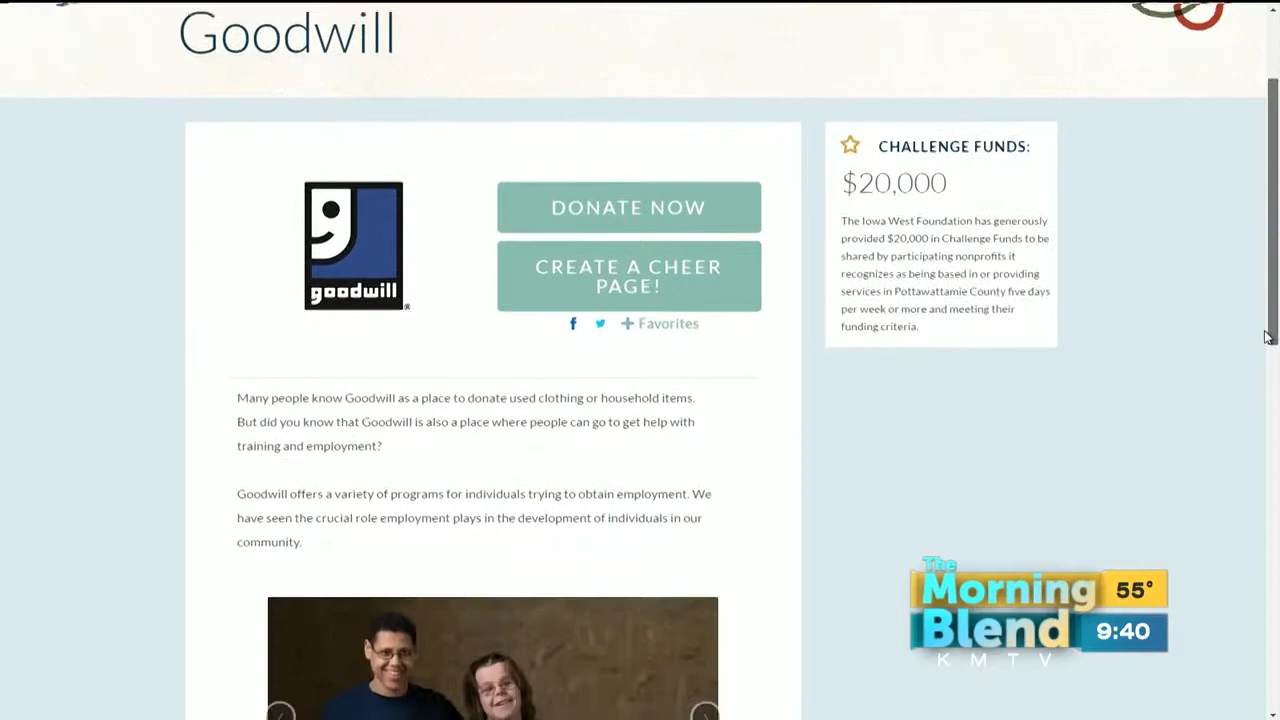 Goodwill
goodwill®
DONATE NOW
CREATE A CHEER
PAGE!
+ Favorites
CHALLENGE FUNDS:
$20,000
The Iowa West Foundation has generously
provided $20,000 in Challenge Funds to be
shared by participating nonprofits it
recognizes as being based in or providing
services in Pottawattamie County five days
per week or more and meeting their
funding criteria.
Many people know Goodwill as a place to donate used clothing or household items.
But did you know that Goodwill is also a place where people can go to get help with
training and employment?
Goodwill offers a variety of programs for individuals trying to obtain employment. We
have seen the crucial role employment plays in the development of individuals in our
community.
The
Morning
Blend
KMTV
55°
9:40